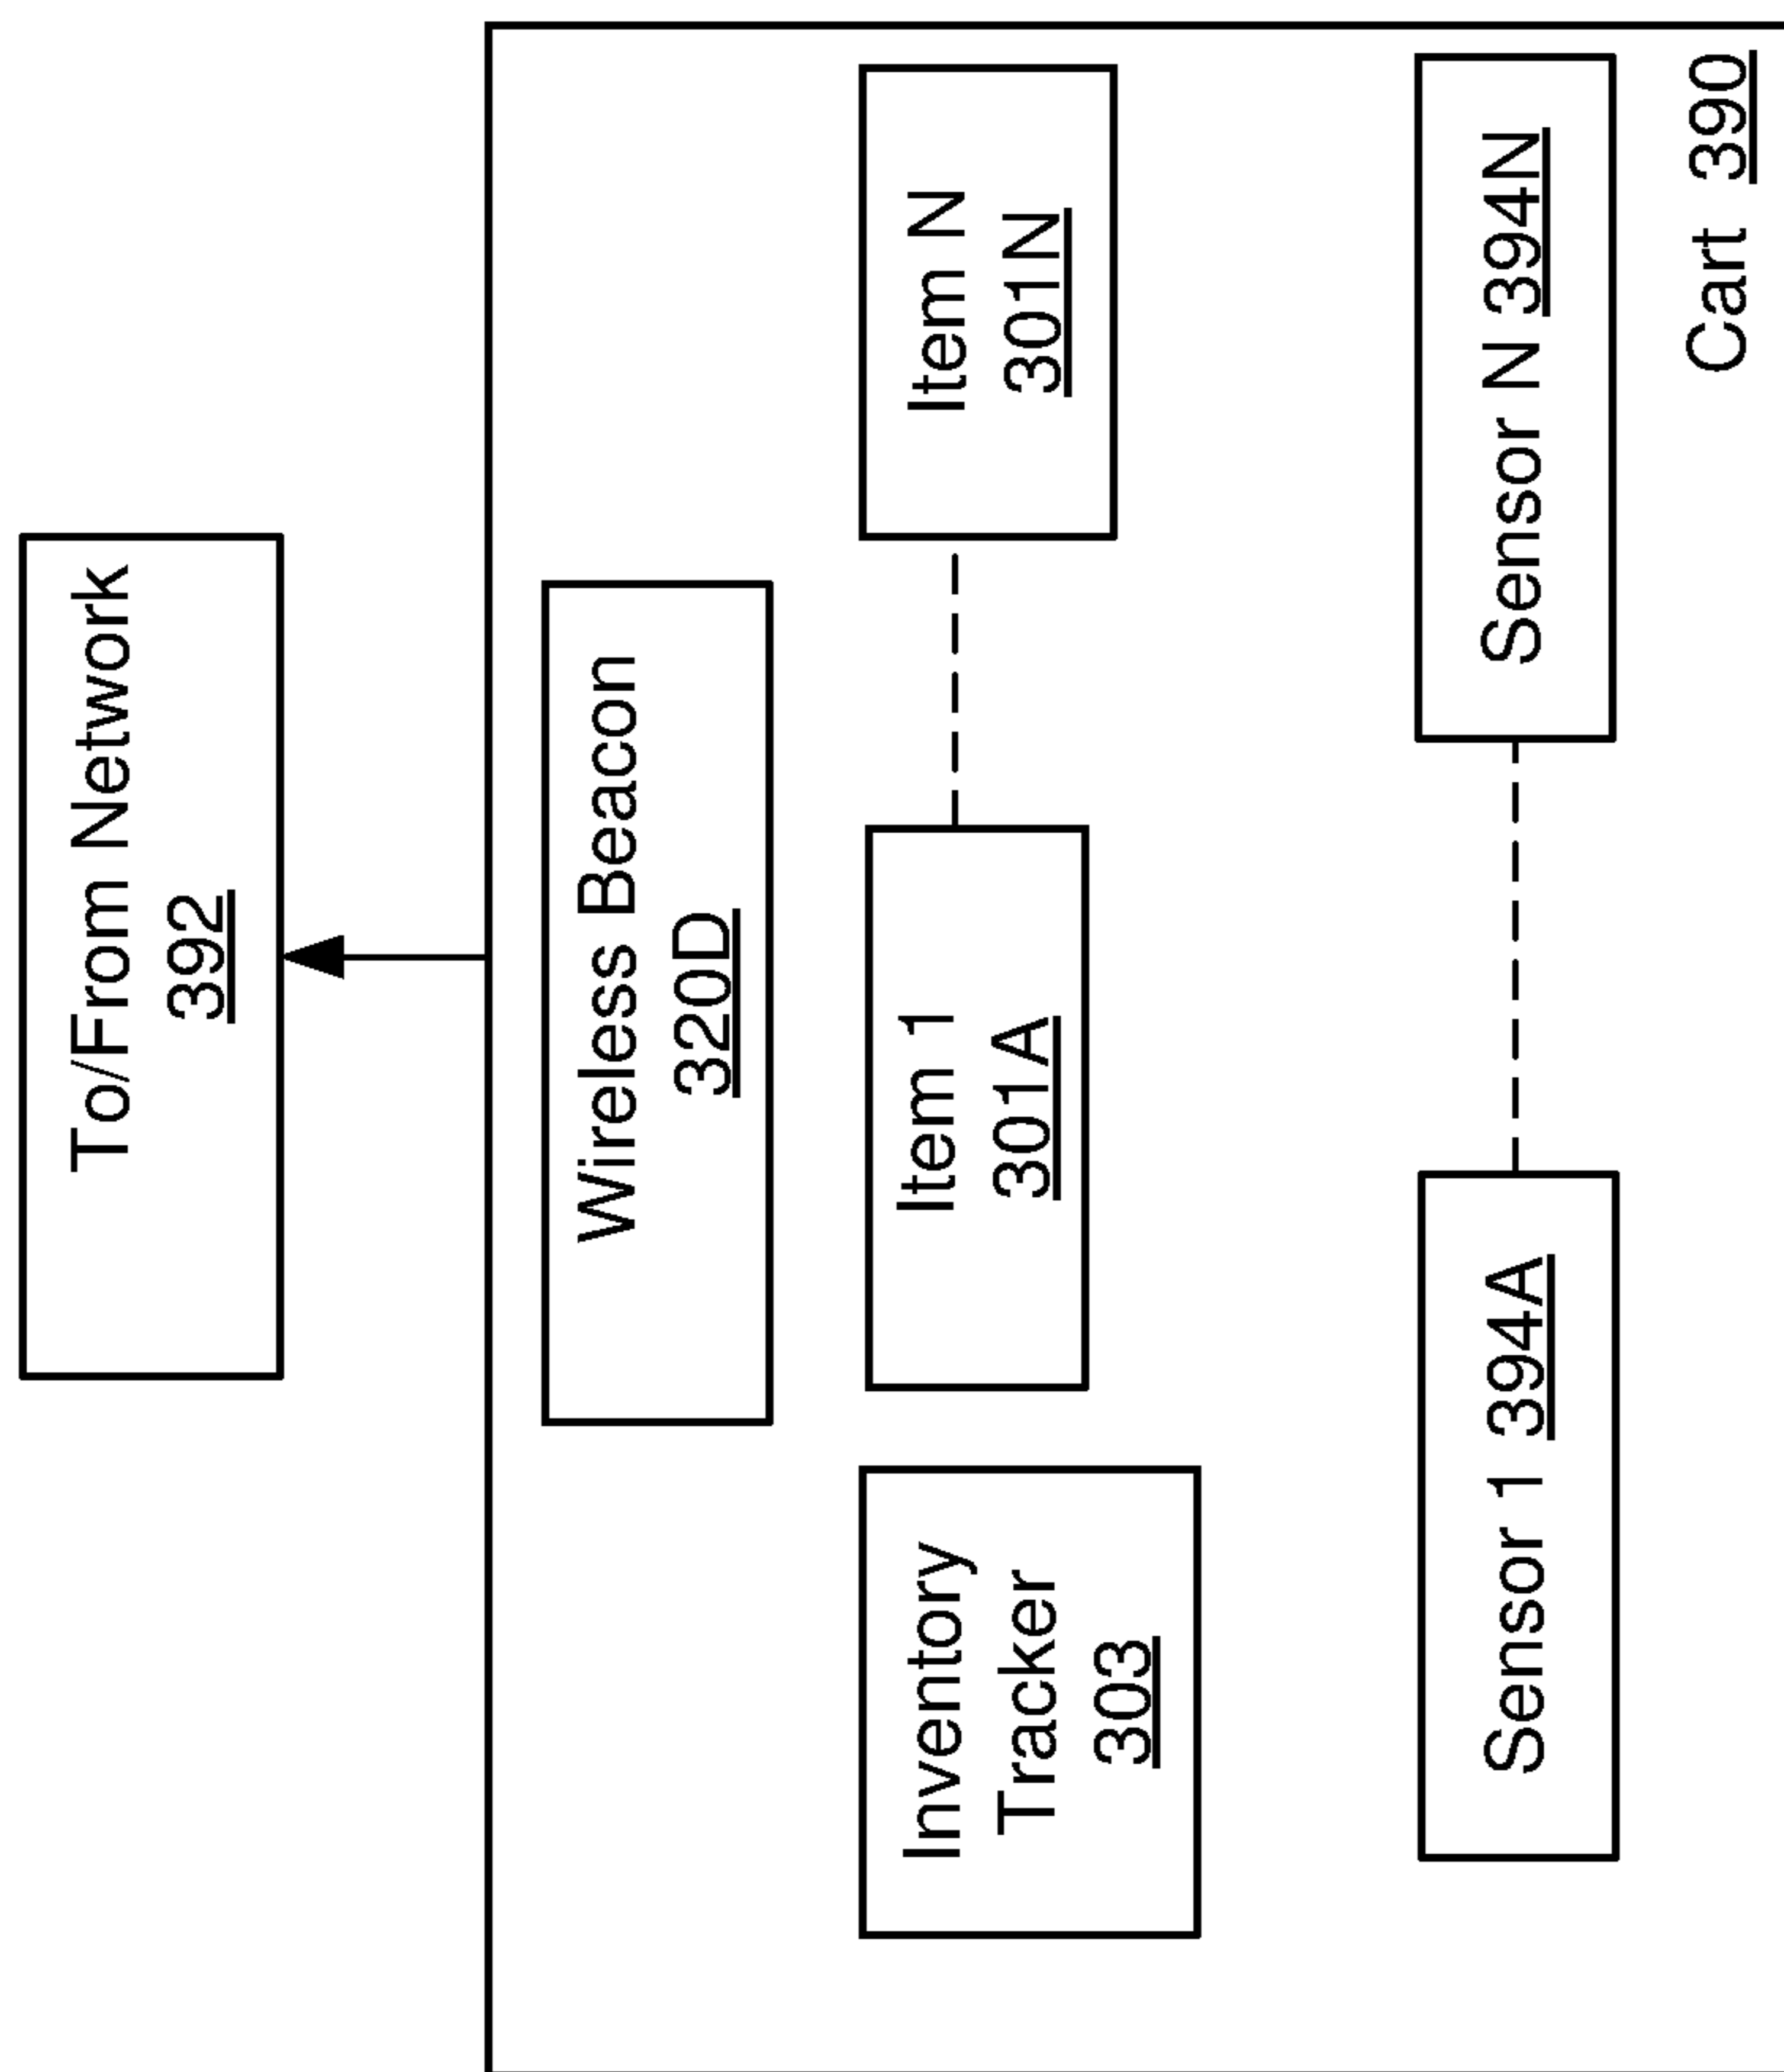 To/From Network
392
Wireless Beacon
320D
Inventory
Tracker
303
Item 1
301A
Item N
301N
Sensor 1 394A
Sensor N 394N
Cart 390